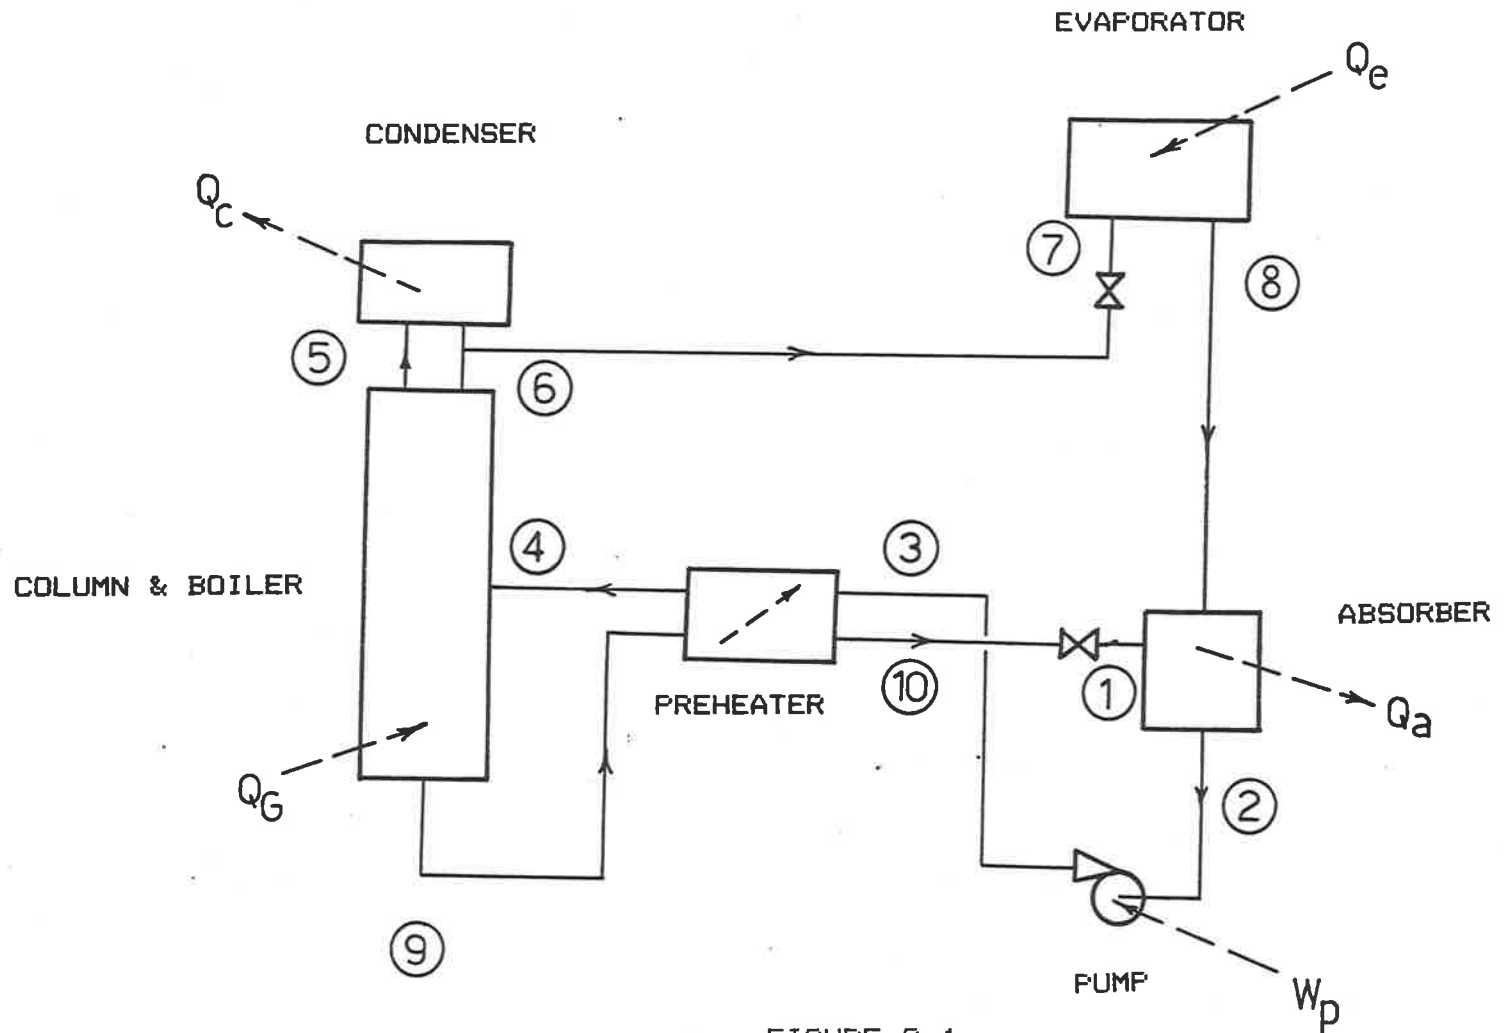 EVAPORATOR
Qe
CONDENSER
Qc
7
8
5
6
4
3
COLUMN & BOILER
ABSORBER
10
1
PREHEATER
Qa
QG
2
9
PUMP
Wp